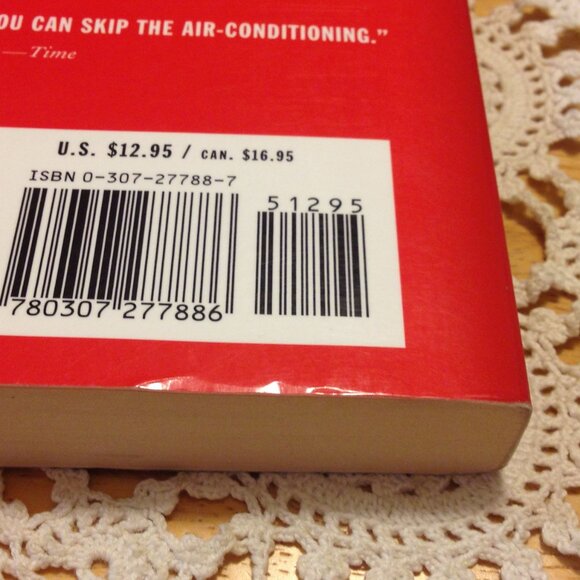 OU CAN SKIP THE AIR-CONDITIONING.”
—Time
U.S. $12.95 / CAN. $16.95
ISBN 0-307-27788-7
51295
780307 277886